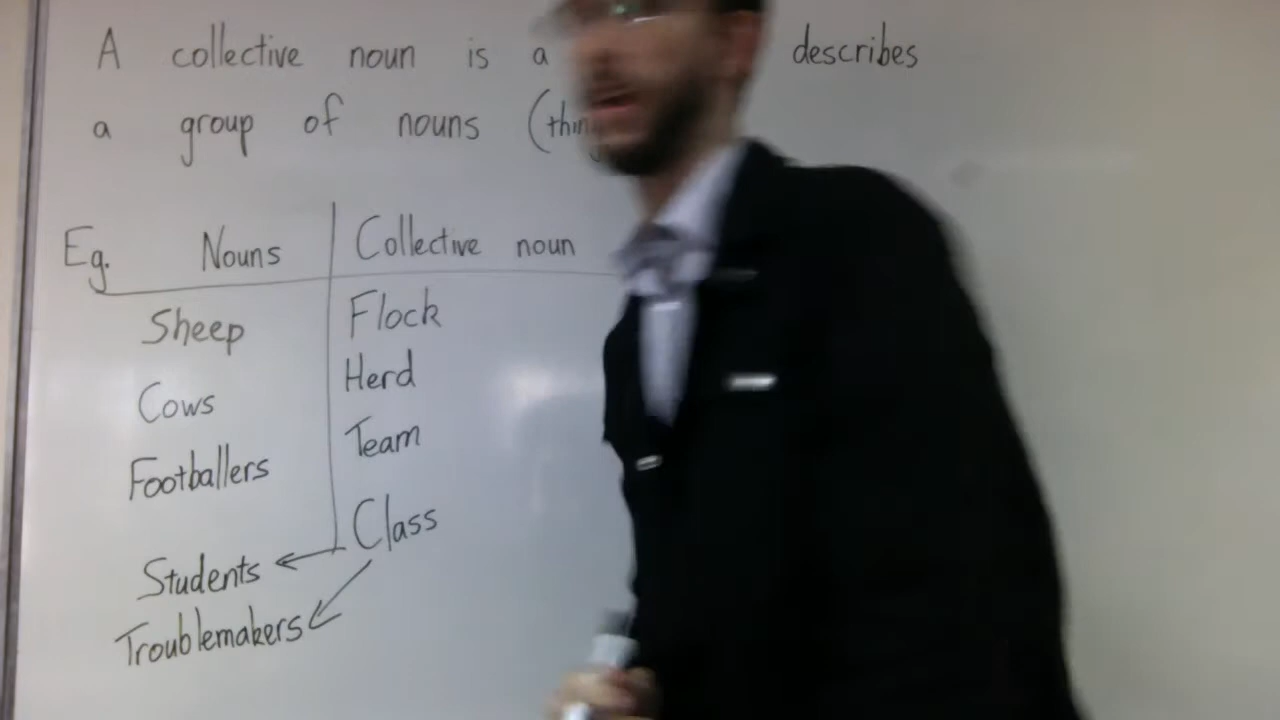 A collective noun is a describes
a group of nouns
Eg. Nouns Collective noun
Sheep Flock
Cows Herd
Footballers Team
Students Class
Troublemakers